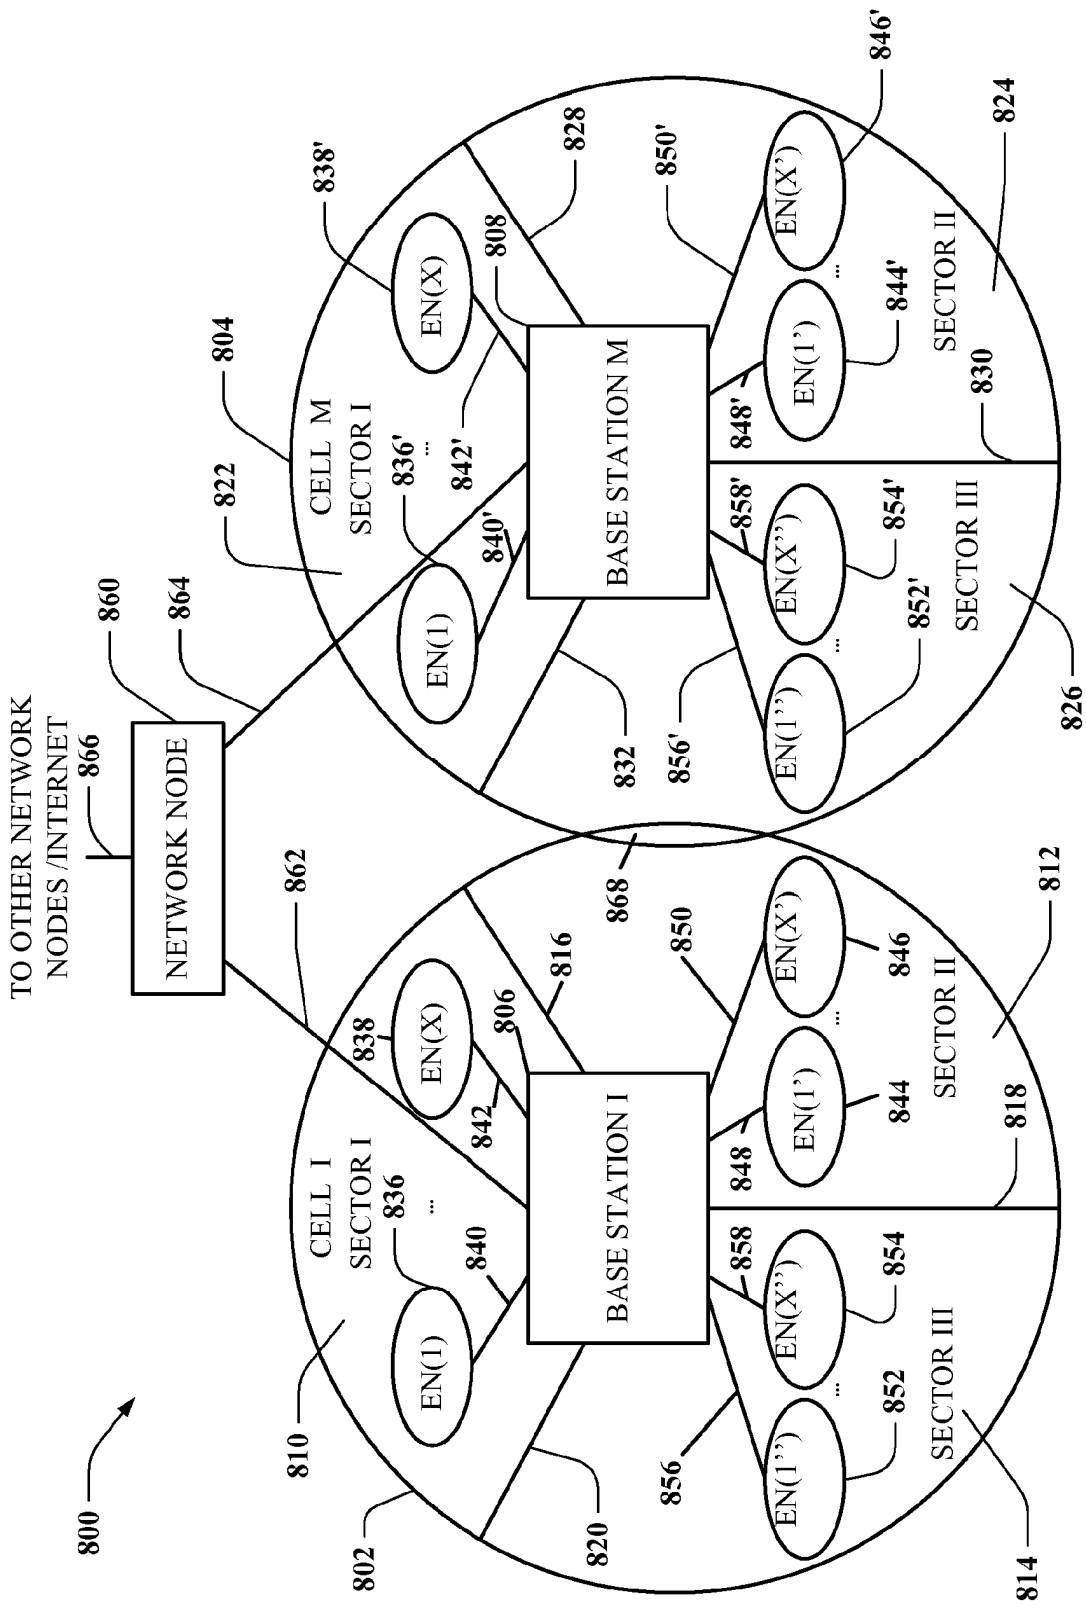 800
TO OTHER NETWORK
NODES /INTERNET
866
860
NETWORK NODE
862
864
802
810
CELL I
SECTOR I
836
...
EN(1)
840
838
EN(X)
842
806
816
820
BASE STATION I
856
858
848
850
EN(1'')
...
EN(X'')
852
854
EN(1')
...
EN(X')
844
846
SECTOR III
SECTOR II
814
818
812
868
804
822
CELL M
SECTOR I
836'
...
EN(1)
840'
838'
EN(X)
842'
808
828
832
BASE STATION M
856'
858'
848'
850'
EN(1'')
...
EN(X'')
852'
854'
EN(1')
...
EN(X')
844'
846'
SECTOR III
SECTOR II
826
830
824